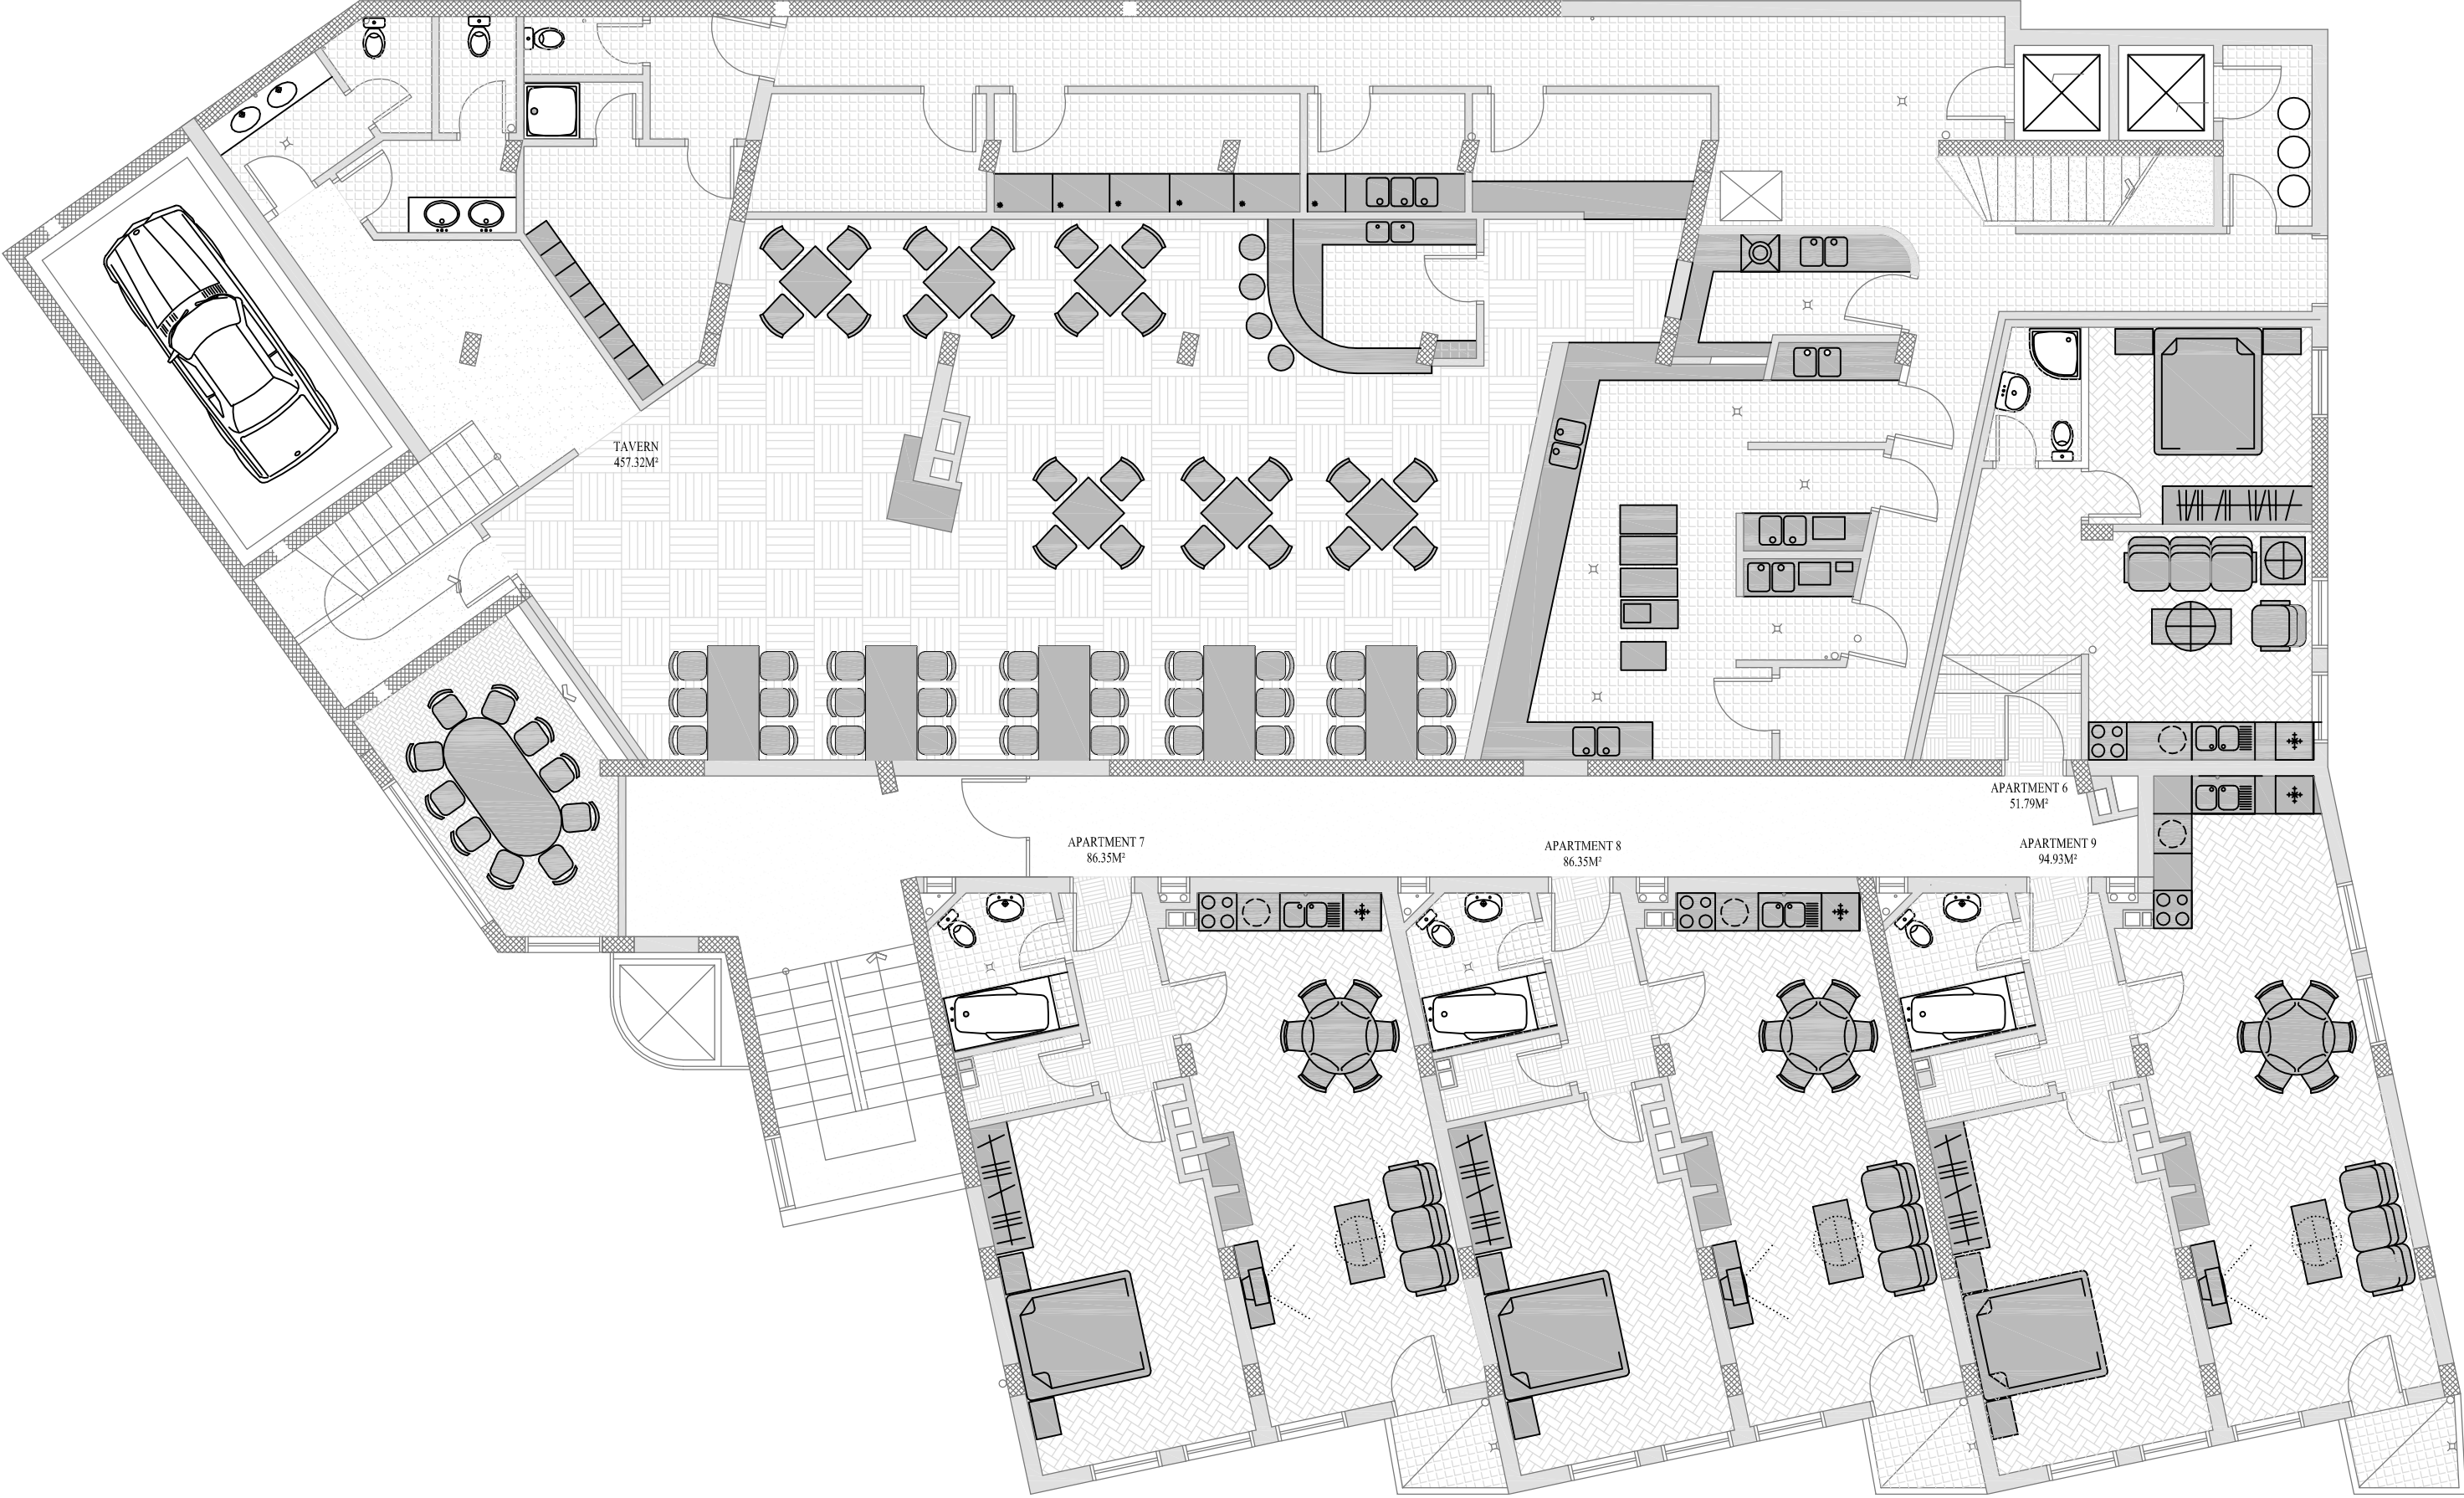 TAVERN
457.32M²
APARTMENT 6
51.79M²
APARTMENT 7
86.35M²
APARTMENT 8
86.35M²
APARTMENT 9
94.93M²